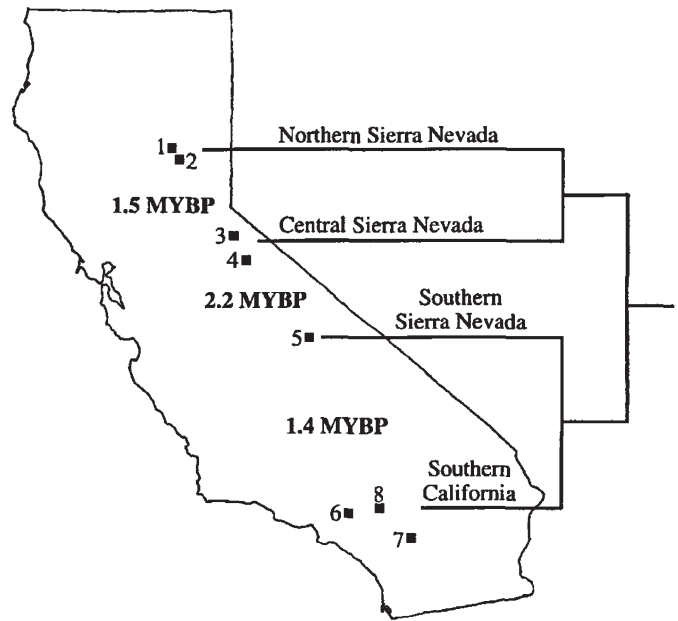 Northern Sierra Nevada
1
2
1.5 MYBP
Central Sierra Nevada
3
4
2.2 MYBP
Southern
Sierra Nevada
5
1.4 MYBP
Southern
California
8
6
7